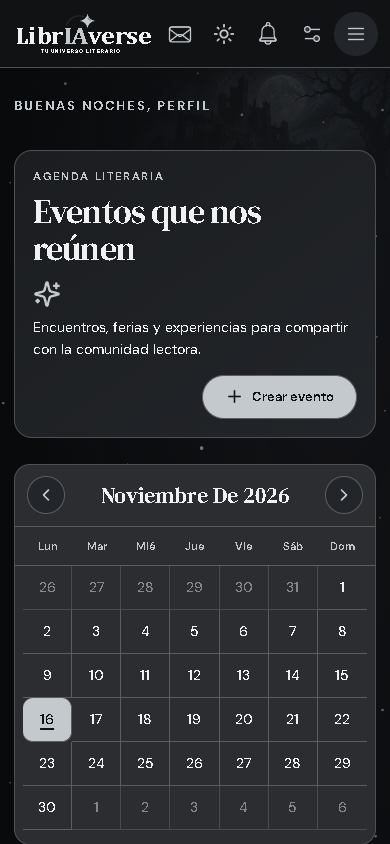 LibrIAverse
TU UNIVERSO LITERARIO
BUENAS NOCHES, PERFIL
AGENDA LITERARIA
Eventos que nos
reúnen
Encuentros, ferias y experiencias para compartir
con la comunidad lectora.
Crear evento
Noviembre De 2026
Lun Mar Mié Jue Vie Sáb Dom
26 27 28 29 30 31 1
2 3 4 5 6 7 8
9 10 11 12 13 14 15
16 17 18 19 20 21 22
23 24 25 26 27 28 29
30 1 2 3 4 5 6